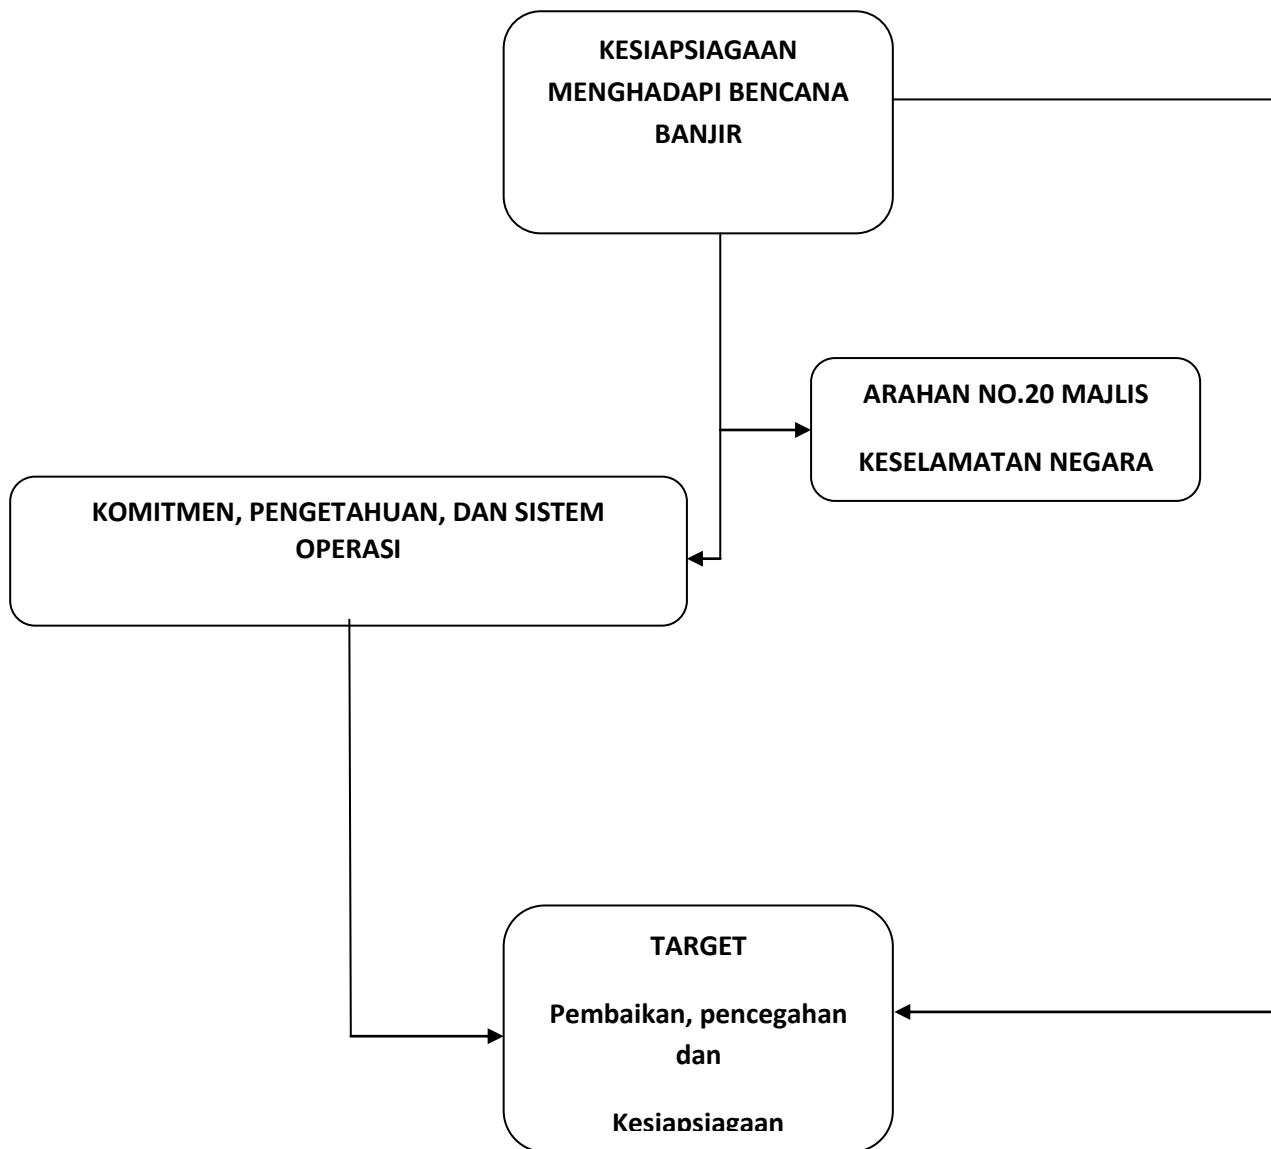 KESIAPSIAGAAN
MENGHADAPI BENCANA
BANJIR
ARAHAN NO.20 MAJLIS
KESELAMATAN NEGARA
KOMITMEN, PENGETAHUAN, DAN SISTEM
OPERASI
TARGET
Pembaikan, pencegahan
dan
Kesiapsiagaan